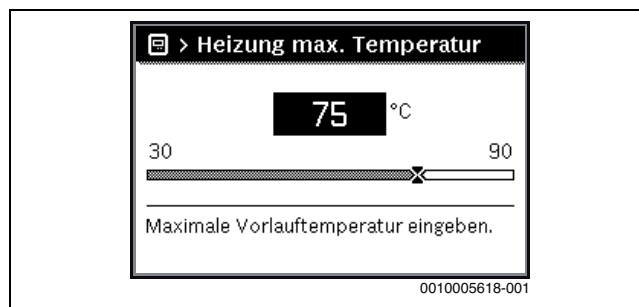 > Heizung max. Temperatur
75 °C
30 90
Maximale Vorlauftemperatur eingeben.
0010005618-001